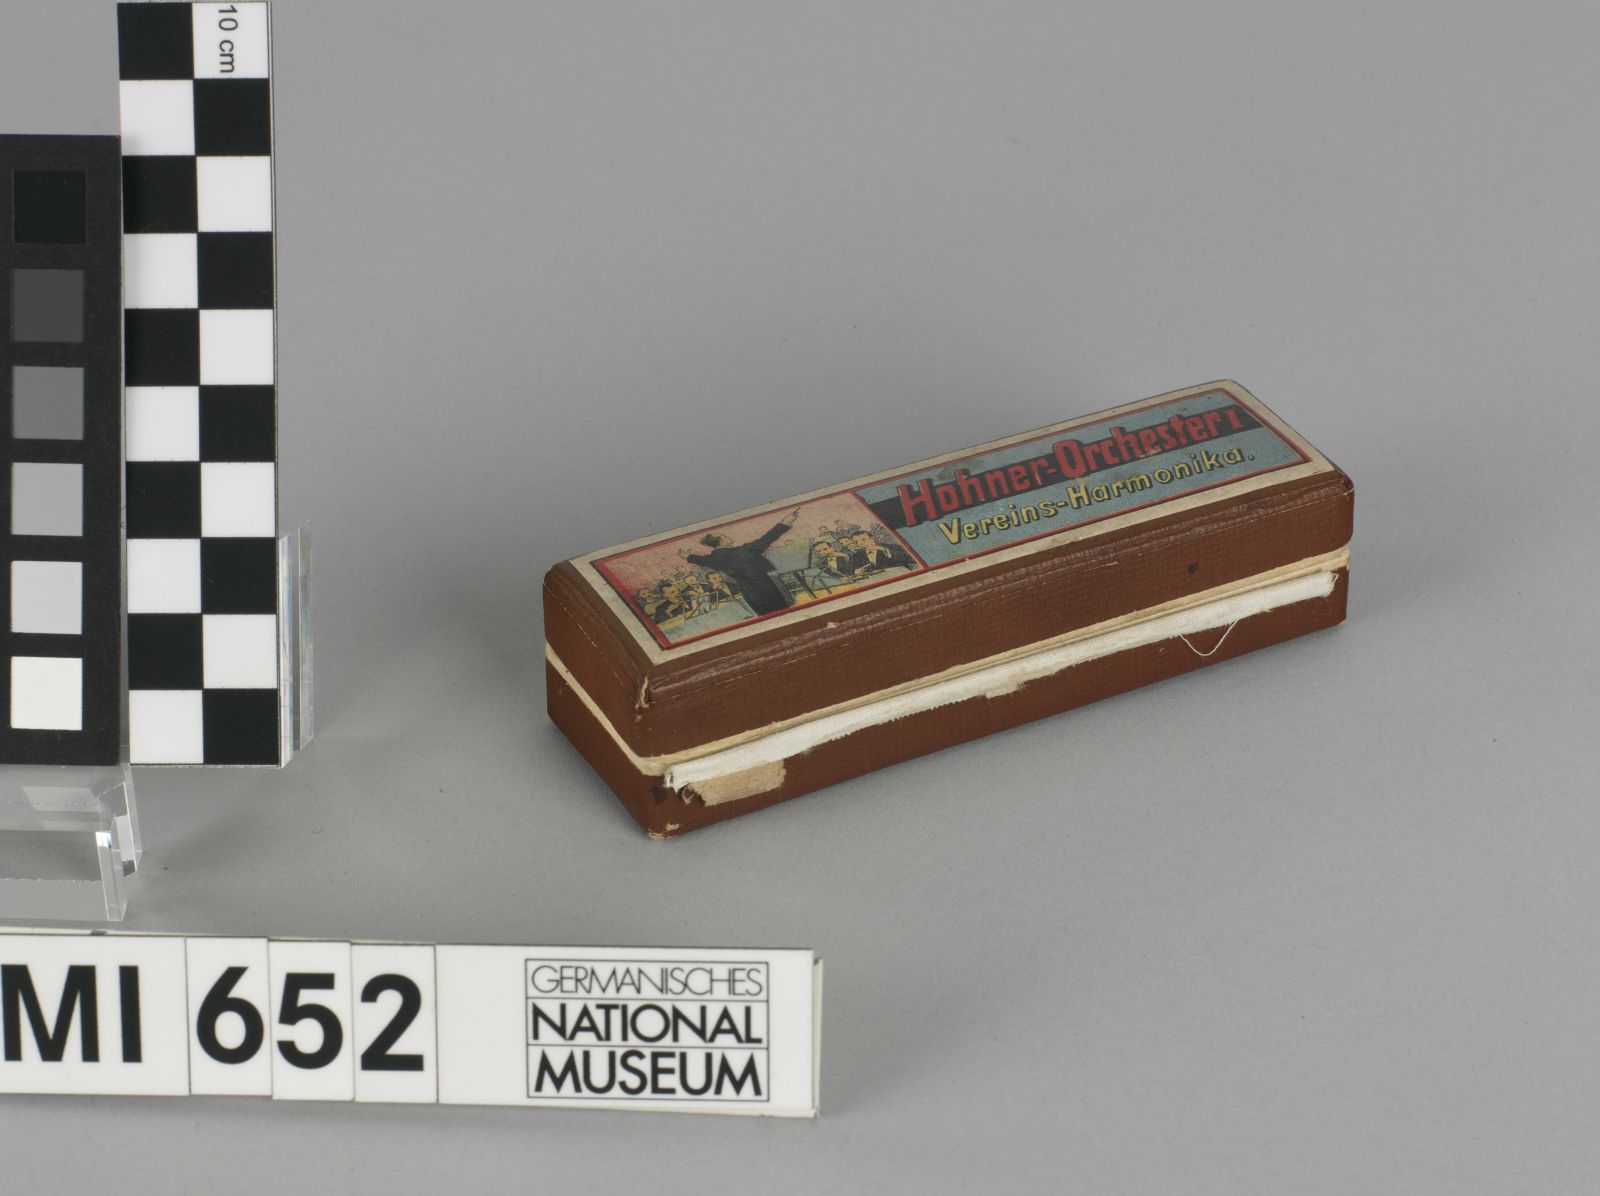 10 cm
Hohner-Orchester I
Vereins-Harmonika.
MI 652
GERMANISCHES
NATIONAL
MUSEUM